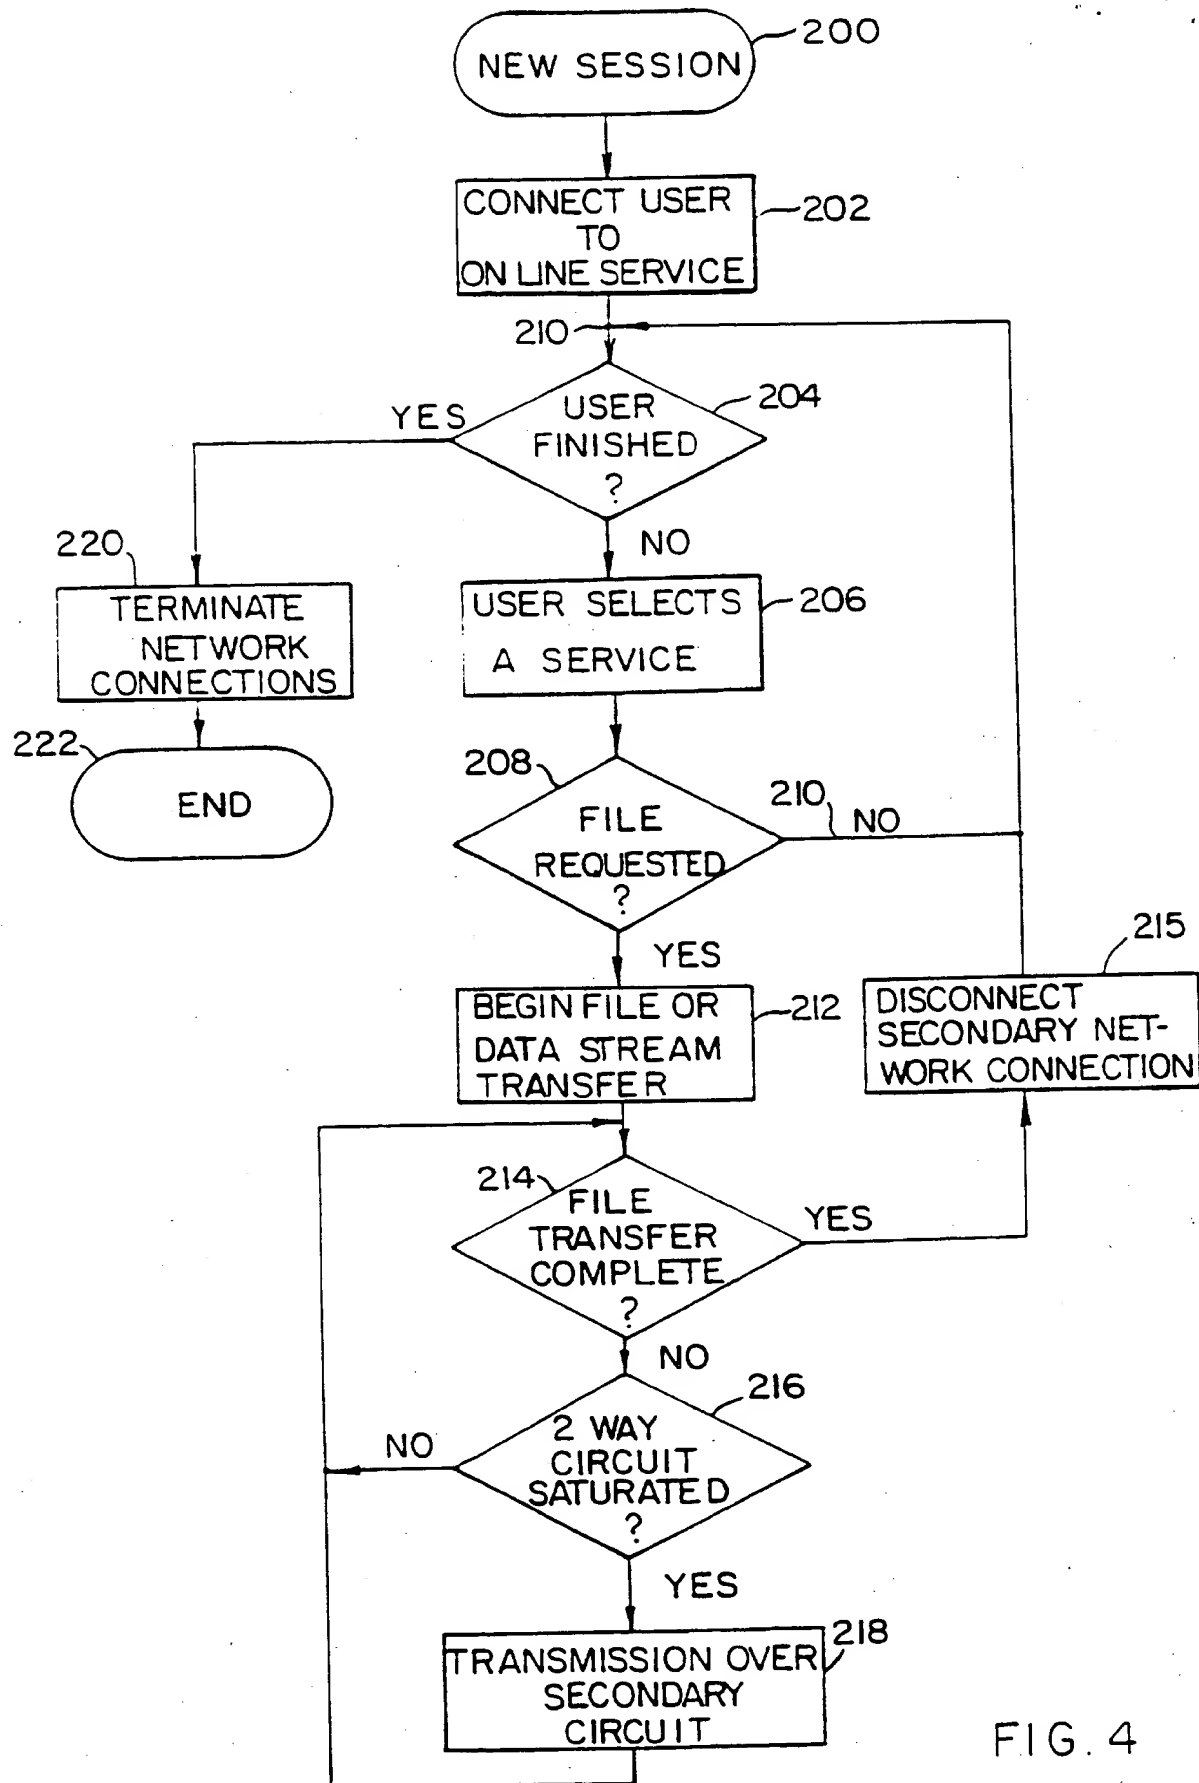 200
NEW SESSION
CONNECT USER
TO
ON LINE SERVICE
202
210
204
YES
USER
FINISHED
?
NO
220
TERMINATE
NETWORK
CONNECTIONS
USER SELECTS
A SERVICE
206
222
END
208
FILE
REQUESTED
?
210
NO
YES
215
DISCONNECT
SECONDARY NET-
WORK CONNECTION
BEGIN FILE OR
DATA STREAM
TRANSFER
212
214
FILE
TRANSFER
COMPLETE
?
YES
NO
216
2 WAY
CIRCUIT
SATURATED
?
NO
YES
218
TRANSMISSION OVER
SECONDARY
CIRCUIT
FIG. 4